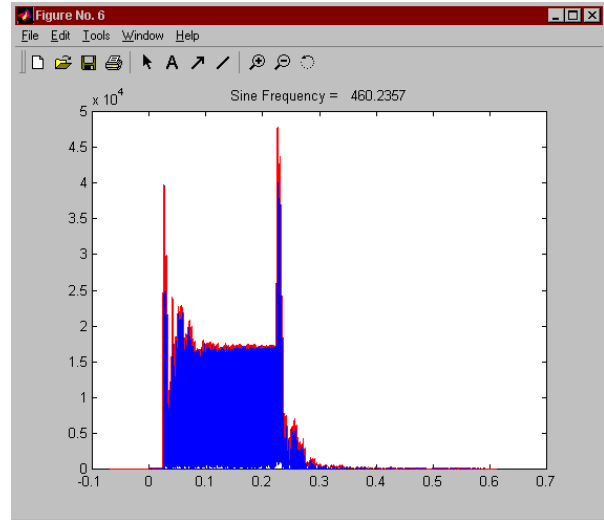 Figure No. 6
File Edit Tools Window Help
A
x 10^4
Sine Frequency = 460.2357
5
4.5
4
3.5
3
2.5
2
1.5
1
0.5
0
-0.1 0 0.1 0.2 0.3 0.4 0.5 0.6 0.7